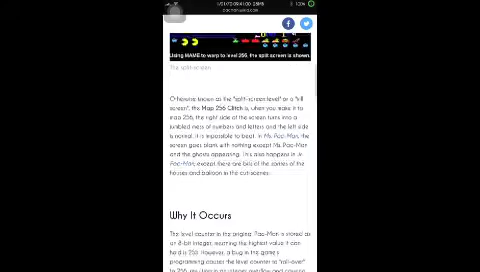 100%
Using MAME to warp to level 256, the split screen is shown.
The split-screen
Otherwise known as the "split-screen level" or a "kill
screen", the Map 256 Glitch is, when you make it to
map 256, the right side of the screen turns into a
jumbled mess of numbers and letters and the left side
is normal. It is impossible to beat. In Ms. Pac-Man, the
screen goes blank with nothing except Ms. Pac-Man
and the ghosts appearing. This also happens in Jr.
Pac-Man, except there are bits of the sprites of the
houses and balloon in the cut-scenes.
Why It Occurs
The level counter in the original Pac-Man is stored as
an 8-bit integer, meaning the highest value it can
hold is 255. However, a bug in the game's
programming causes the level counter to "roll-over"
to 256